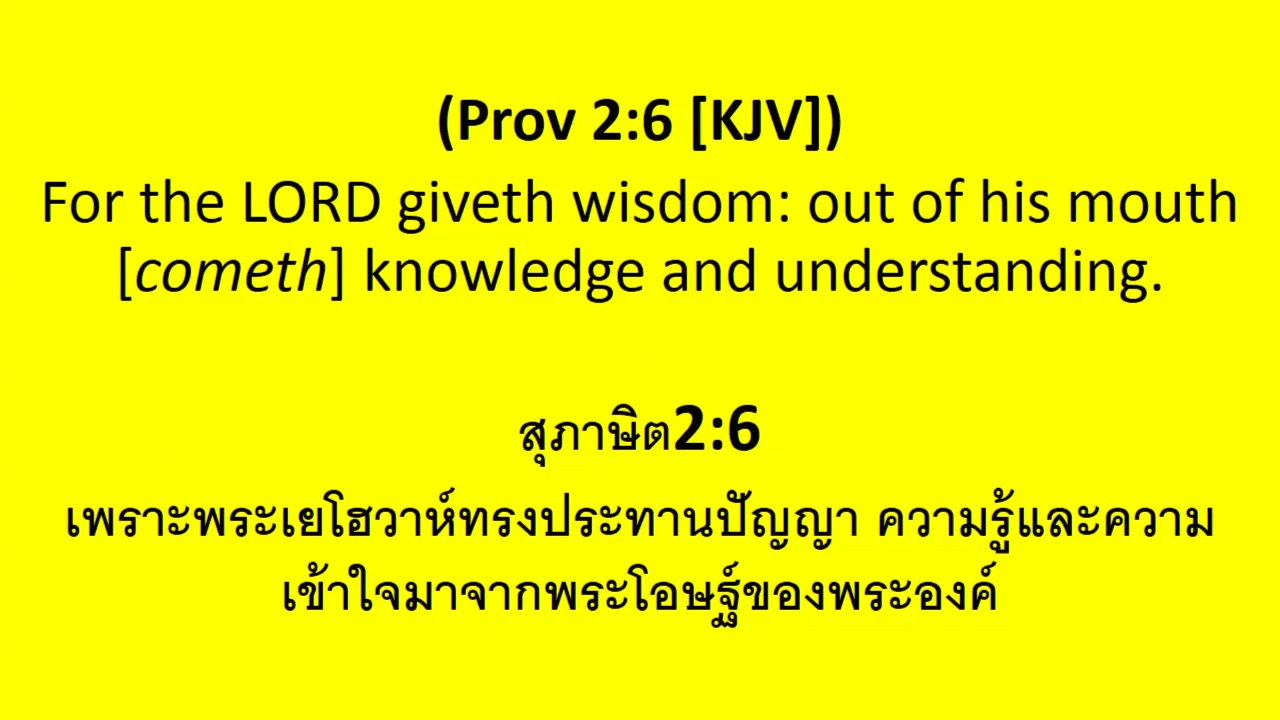 (Prov 2:6 [KJV])
For the LORD giveth wisdom: out of his mouth
[cometh] knowledge and understanding.
สุภาษิต2:6
เพราะพระเยโฮวาห์ทรงประทานปัญญา ความรู้และความ
เข้าใจมาจากพระโอษฐ์ของพระองค์